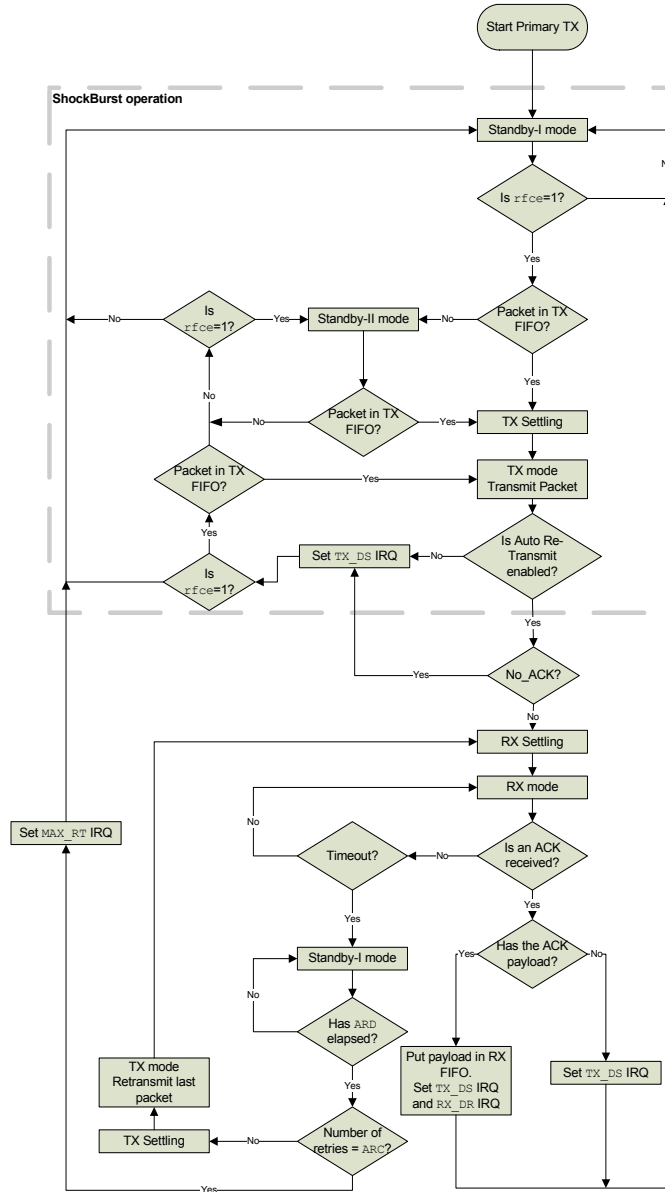 Start Primary TX
ShockBurst operation
Standby-I mode
Is rfce=1?
Yes
No
Is
rfce=1?
Yes
Standby-II mode
No
Packet in TX
FIFO?
Yes
No
No
Packet in TX
FIFO?
Yes
TX Settling
Packet in TX
FIFO?
Yes
TX mode
Transmit Packet
Yes
Is
rfce=1?
Set TX_DS IRQ
No
Is Auto Re-
Transmit
enabled?
Yes
Yes
No_ACK?
No
RX Settling
RX mode
Set MAX_RT IRQ
No
Timeout?
No
Is an ACK
received?
Yes
Yes
Standby-I mode
No
Has ARD
elapsed?
Yes
Yes
Has the ACK
payload?
No
TX mode
Retransmit last
packet
Put payload in RX
FIFO.
Set TX_DS IRQ
and RX_DR IRQ
Set TX_DS IRQ
TX Settling
No
Number of
retries = ARC?
Yes